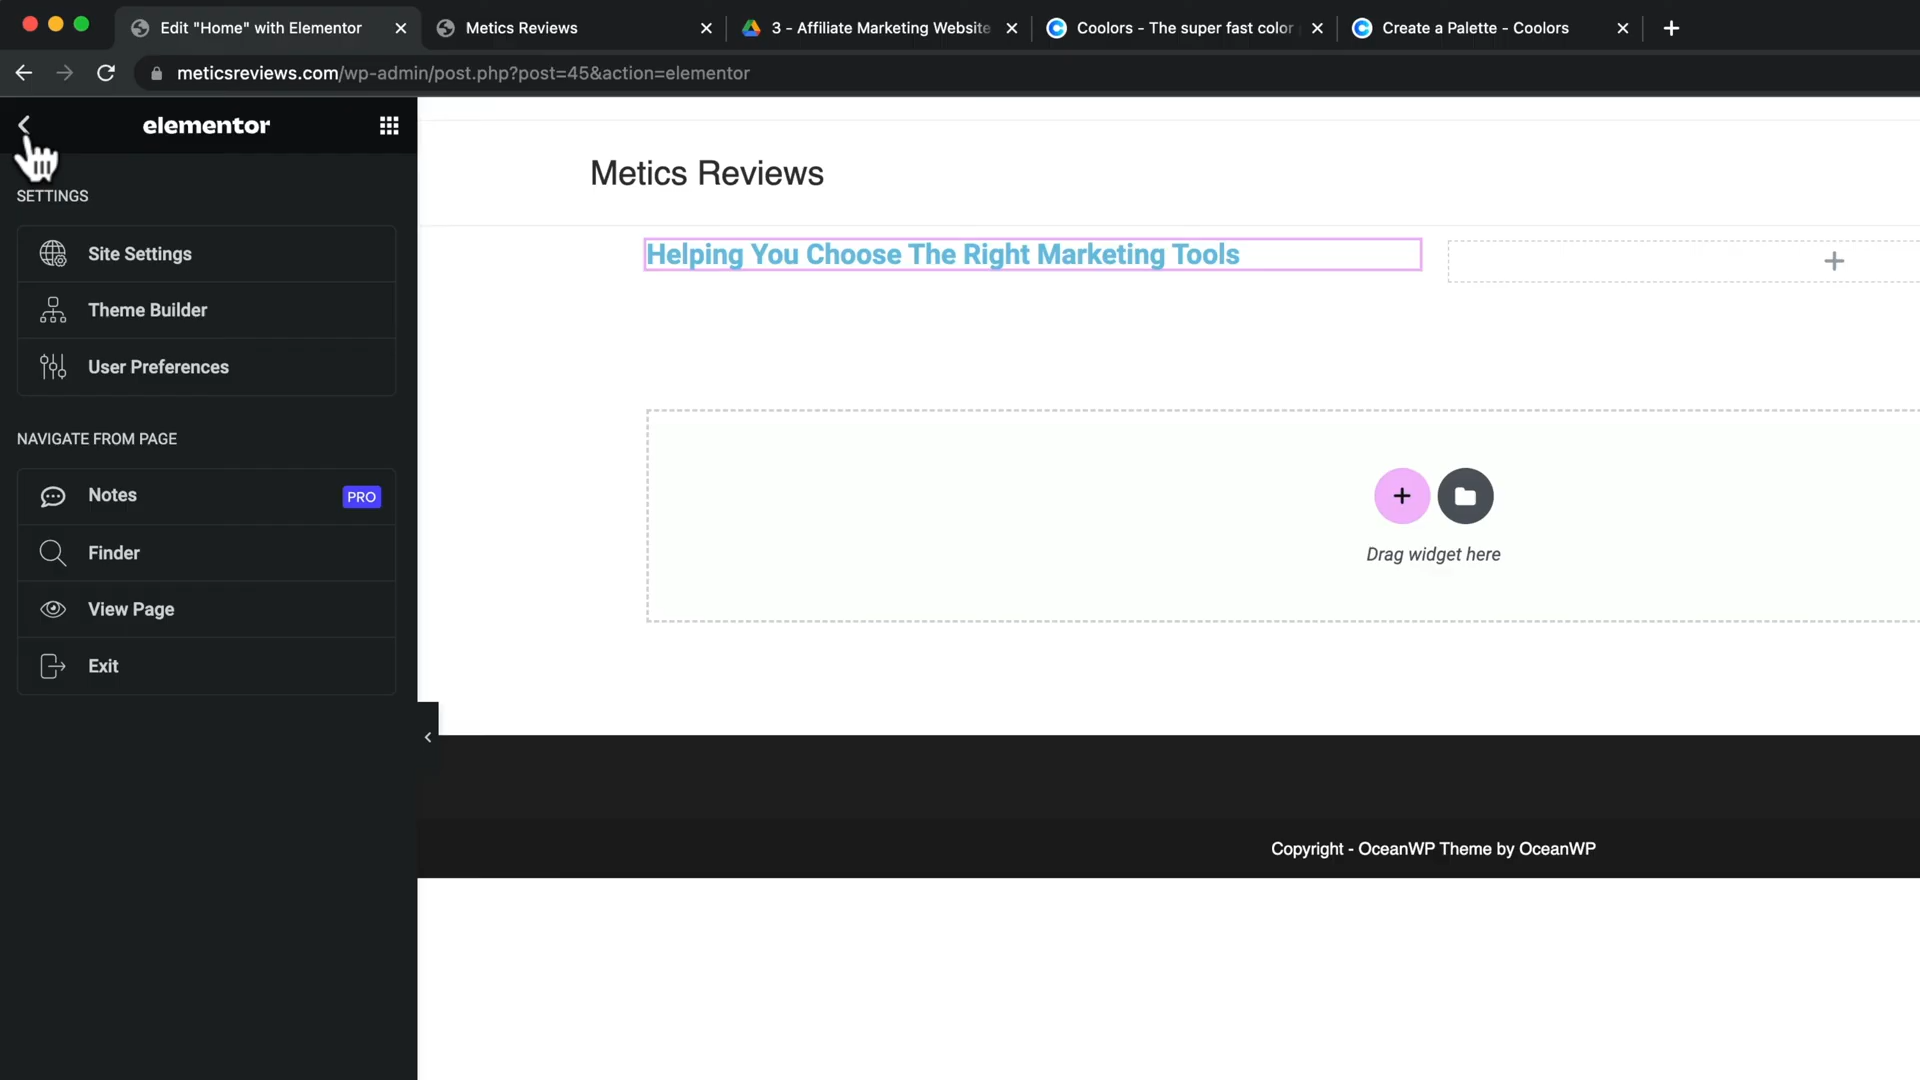 Edit "Home" with Elementor
Metics Reviews
3 - Affiliate Marketing Website
Coolors - The super fast color
Create a Palette - Coolors
meticsreviews.com/wp-admin/post.php?post=45&action=elementor
elementor
SETTINGS
Site Settings
Theme Builder
User Preferences
NAVIGATE FROM PAGE
Notes
PRO
Finder
View Page
Exit
Metics Reviews
Helping You Choose The Right Marketing Tools
Drag widget here
Copyright - OceanWP Theme by OceanWP